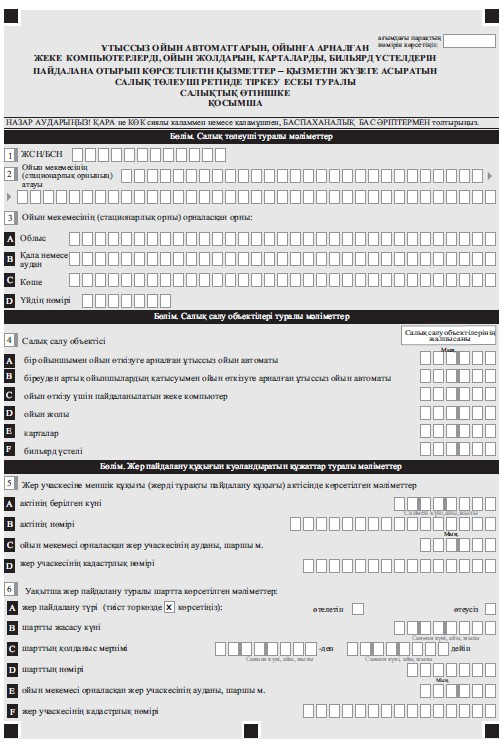 ағымдағы парақтың
нөмірін көрсетіңіз:
ҰТЫССЫЗ ОЙЫН АВТОМАТТАРЫН, ОЙЫНҒА АРНАЛҒАН
ЖЕКЕ КОМПЬЮТЕРЛЕРДІ, ОЙЫН ЖОЛДАРЫН, КАРТАЛАРДЫ, БИЛЬЯРД ҮСТЕЛДЕРІН
ПАЙДАЛАНА ОТЫРЫП КӨРСЕТІЛЕТІН ҚЫЗМЕТТЕР – ҚЫЗМЕТІН ЖҮЗЕГЕ АСЫРАТЫН
САЛЫҚ ТӨЛЕУШІ РЕТІНДЕ ТІРКЕУ ЕСЕБІ ТУРАЛЫ
САЛЫҚТЫҚ ӨТІНІШКЕ
ҚОСЫМША
НАЗАР АУДАРЫҢЫЗ! ҚАРА не КӨК сиялы қаламмен немесе қаламұшпен, БАСПАХАНАЛЫҚ БАС ӘРІПТЕРМЕН толтырыңыз.
Бөлім. Салық төлеуші туралы мәліметтер
1 ЖСН/БСН
2 Ойын мекемесінің
(стационарлық орнының)
атауы
3 Ойын мекемесінің (стационарлық орны) орналасқан орны:
A Облыс
B Қала немесе
аудан
C Көше
D Үйдің нөмірі
Бөлім. Салық салу объектілері туралы мәліметтер
4 Салық салу объектісі
Салық салу объектілерінің
жалпы саны
Мың.
A бір ойыншымен ойын өткізуге арналған ұтыссыз ойын автоматы
B біреуден артық ойыншылардың қатысуымен ойын өткізуге арналған ұтыссыз ойын автоматы
C ойын өткізу үшін пайдаланылатын жеке компьютер
D ойын жолы
E карталар
F бильярд үстелі
Бөлім. Жер пайдалану құқығын куәландыратын құжаттар туралы мәліметтер
5 Жер учаскесіне меншік құқығы (жерді тұрақты пайдалану құқығы) актісінде көрсетілген мәліметтер
A актінің берілген күні
Санмен күні, айы, жылы
B актінің нөмірі
Мың.
C ойын мекемесі орналасқан жер учаскесінің ауданы, шаршы м.
D жер учаскесінің кадастрлық нөмірі
6 Уақытша жер пайдалану туралы шартта көрсетілген мәліметтер:
A жер пайдалану түрі (тиіст торкөзде X көрсетіңіз): өтелетін өтеусіз
B шартты жасасу күні
Санмен күні, айы, жылы
C шарттың қолданыс мерзімі -ден дейін
Санмен күні, айы, жылы Санмен күні, айы, жылы
D шарттың нөмірі
Мың.
E ойын мекемесі орналасқан жер учаскесінің ауданы, шаршы м.
F жер учаскесінің кадастрлық нөмірі